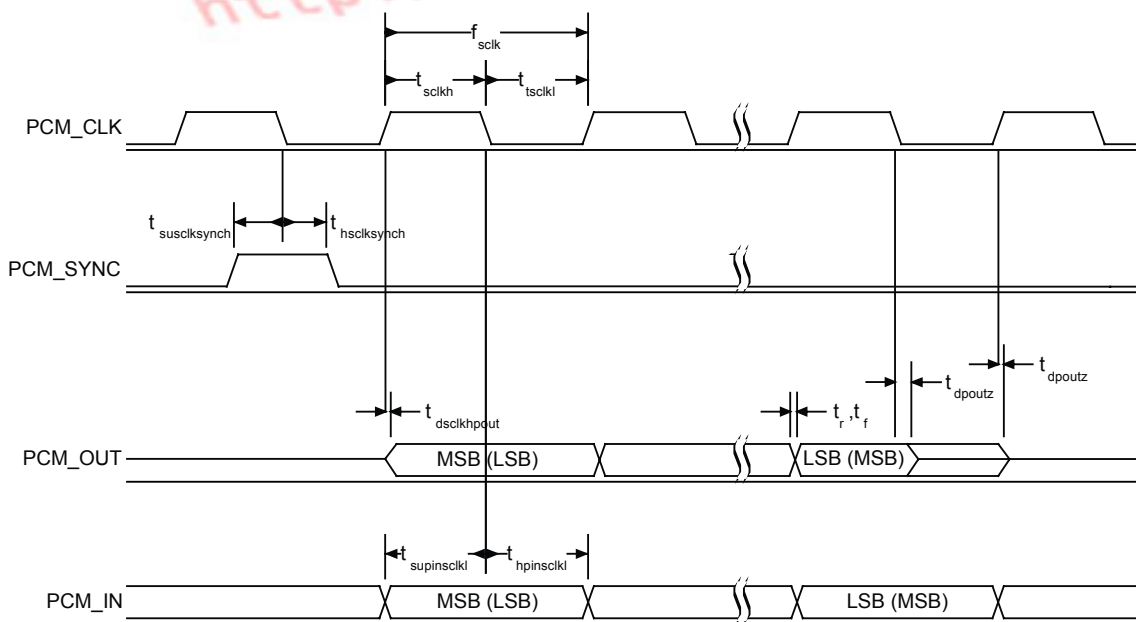 http
f sclk
t sclkh t tsclkl
PCM_CLK
t susclksynch t hsclksynch
PCM_SYNC
t dpoutz
t dpoutz
t dsclkhpout t r ,t f
PCM_OUT MSB (LSB) LSB (MSB)
t supinsclkl t hpinsclkl
PCM_IN MSB (LSB) LSB (MSB)